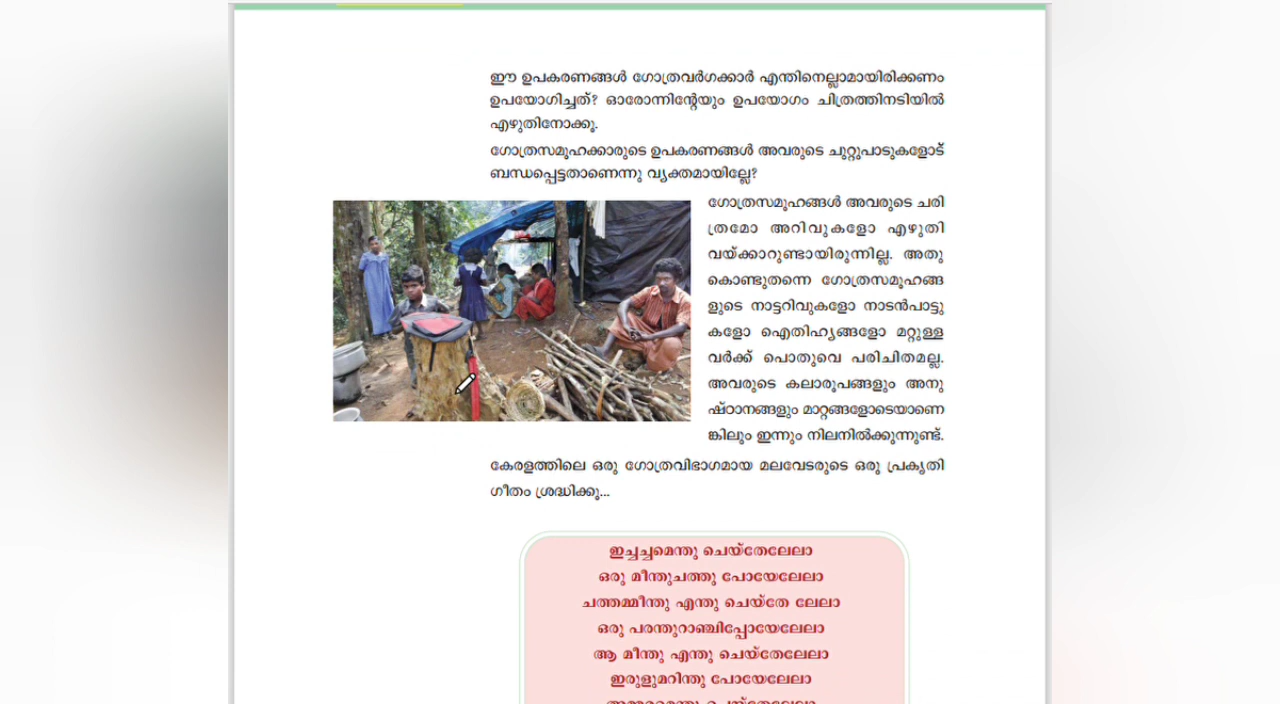 ഈ ഉപകരണങ്ങൾ ഗോത്രവർഗക്കാർ എന്തിനെല്ലാമായിരിക്കണം
ഉപയോഗിച്ചത്? ഓരോന്നിന്റേയും ഉപയോഗം ചിത്രത്തിനടിയിൽ
എഴുതിനോക്കൂ.
ഗോത്രസമൂഹക്കാരുടെ ഉപകരണങ്ങൾ അവരുടെ ചുറ്റുപാടുകളോട്
ബന്ധപ്പെട്ടതാണെന്നു വ്യക്തമായില്ലേ?
ഗോത്രസമൂഹങ്ങൾ അവരുടെ ചരി
ത്രമോ അറിവുകളോ എഴുതി
വയ്ക്കാറുണ്ടായിരുന്നില്ല. അതു
കൊണ്ടുതന്നെ ഗോത്രസമൂഹങ്ങ
ളുടെ നാട്ടറിവുകളോ നാടൻപാട്ടു
കളോ ഐതിഹ്യങ്ങളോ മറ്റുള്ള
വർക്ക് പൊതുവെ പരിചിതമല്ല.
അവരുടെ കലാരൂപങ്ങളും അനു
ഷ്ഠാനങ്ങളും മാറ്റങ്ങളോടെയാണെ
ങ്കിലും ഇന്നും നിലനിൽക്കുന്നുണ്ട്.
കേരളത്തിലെ ഒരു ഗോത്രവിഭാഗമായ മലവേടരുടെ ഒരു പ്രകൃതി
ഗീതം ശ്രദ്ധിക്കൂ...
ഇച്ചച്ചമെന്തു ചെയ്തേലേലാ
ഒരു മീന്തുചത്തു പോയേലേലാ
ചത്തമ്മീന്തു എന്തു ചെയ്തേ ലേലാ
ഒരു പരന്തുറാഞ്ചിപ്പോയേലേലാ
ആ മീന്തു എന്തു ചെയ്തേലേലാ
ഇരുളുമറിന്തു പോയേലേലാ